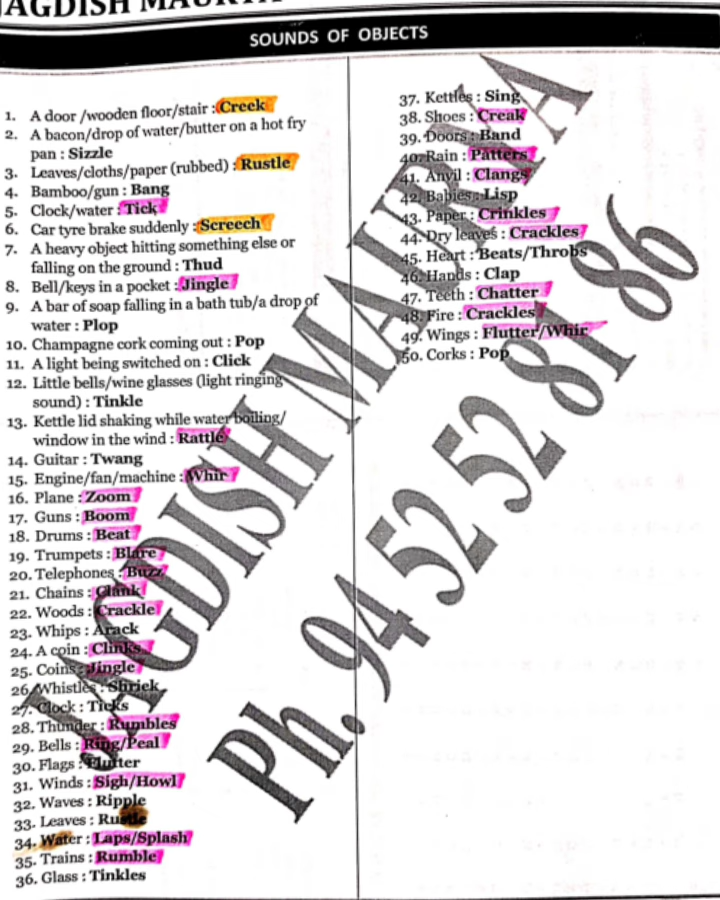 JAGDISH MAURYA
SOUNDS OF OBJECTS
1. A door /wooden floor/stair : Creek
2. A bacon/drop of water/butter on a hot fry
pan : Sizzle
3. Leaves/cloths/paper (rubbed) : Rustle
4. Bamboo/gun : Bang
5. Clock/water : Tick
6. Car tyre brake suddenly : Screech
7. A heavy object hitting something else or
falling on the ground : Thud
8. Bell/keys in a pocket : Jingle
9. A bar of soap falling in a bath tub/a drop of
water : Plop
10. Champagne cork coming out : Pop
11. A light being switched on : Click
12. Little bells/wine glasses (light ringing
sound) : Tinkle
13. Kettle lid shaking while water boiling/
window in the wind : Rattle
14. Guitar : Twang
15. Engine/fan/machine : Whir
16. Plane : Zoom
17. Guns : Boom
18. Drums : Beat
19. Trumpets : Blare
20. Telephones : Buzz
21. Chains : Clank
22. Woods : Crackle
23. Whips : Arack
24. A coin : Clinks
25. Coins : Jingle
26. Whistles : Shriek
27. Clock : Ticks
28. Thunder : Rumbles
29. Bells : Ring/Peal
30. Flags : Flutter
31. Winds : Sigh/Howl
32. Waves : Ripple
33. Leaves : Rustle
34. Water : Laps/Splash
35. Trains : Rumble
36. Glass : Tinkles
37. Kettles : Sing
38. Shoes : Creak
39. Doors : Band
40. Rain : Patters
41. Anvil : Clangs
42. Babies : Lisp
43. Paper : Crinkles
44. Dry leaves : Crackles
45. Heart : Beats/Throbs
46. Hands : Clap
47. Teeth : Chatter
48. Fire : Crackles
49. Wings : Flutter/Whir
50. Corks : Pop
JAGDISH MAURYA
Ph. 94 52 52 81 86